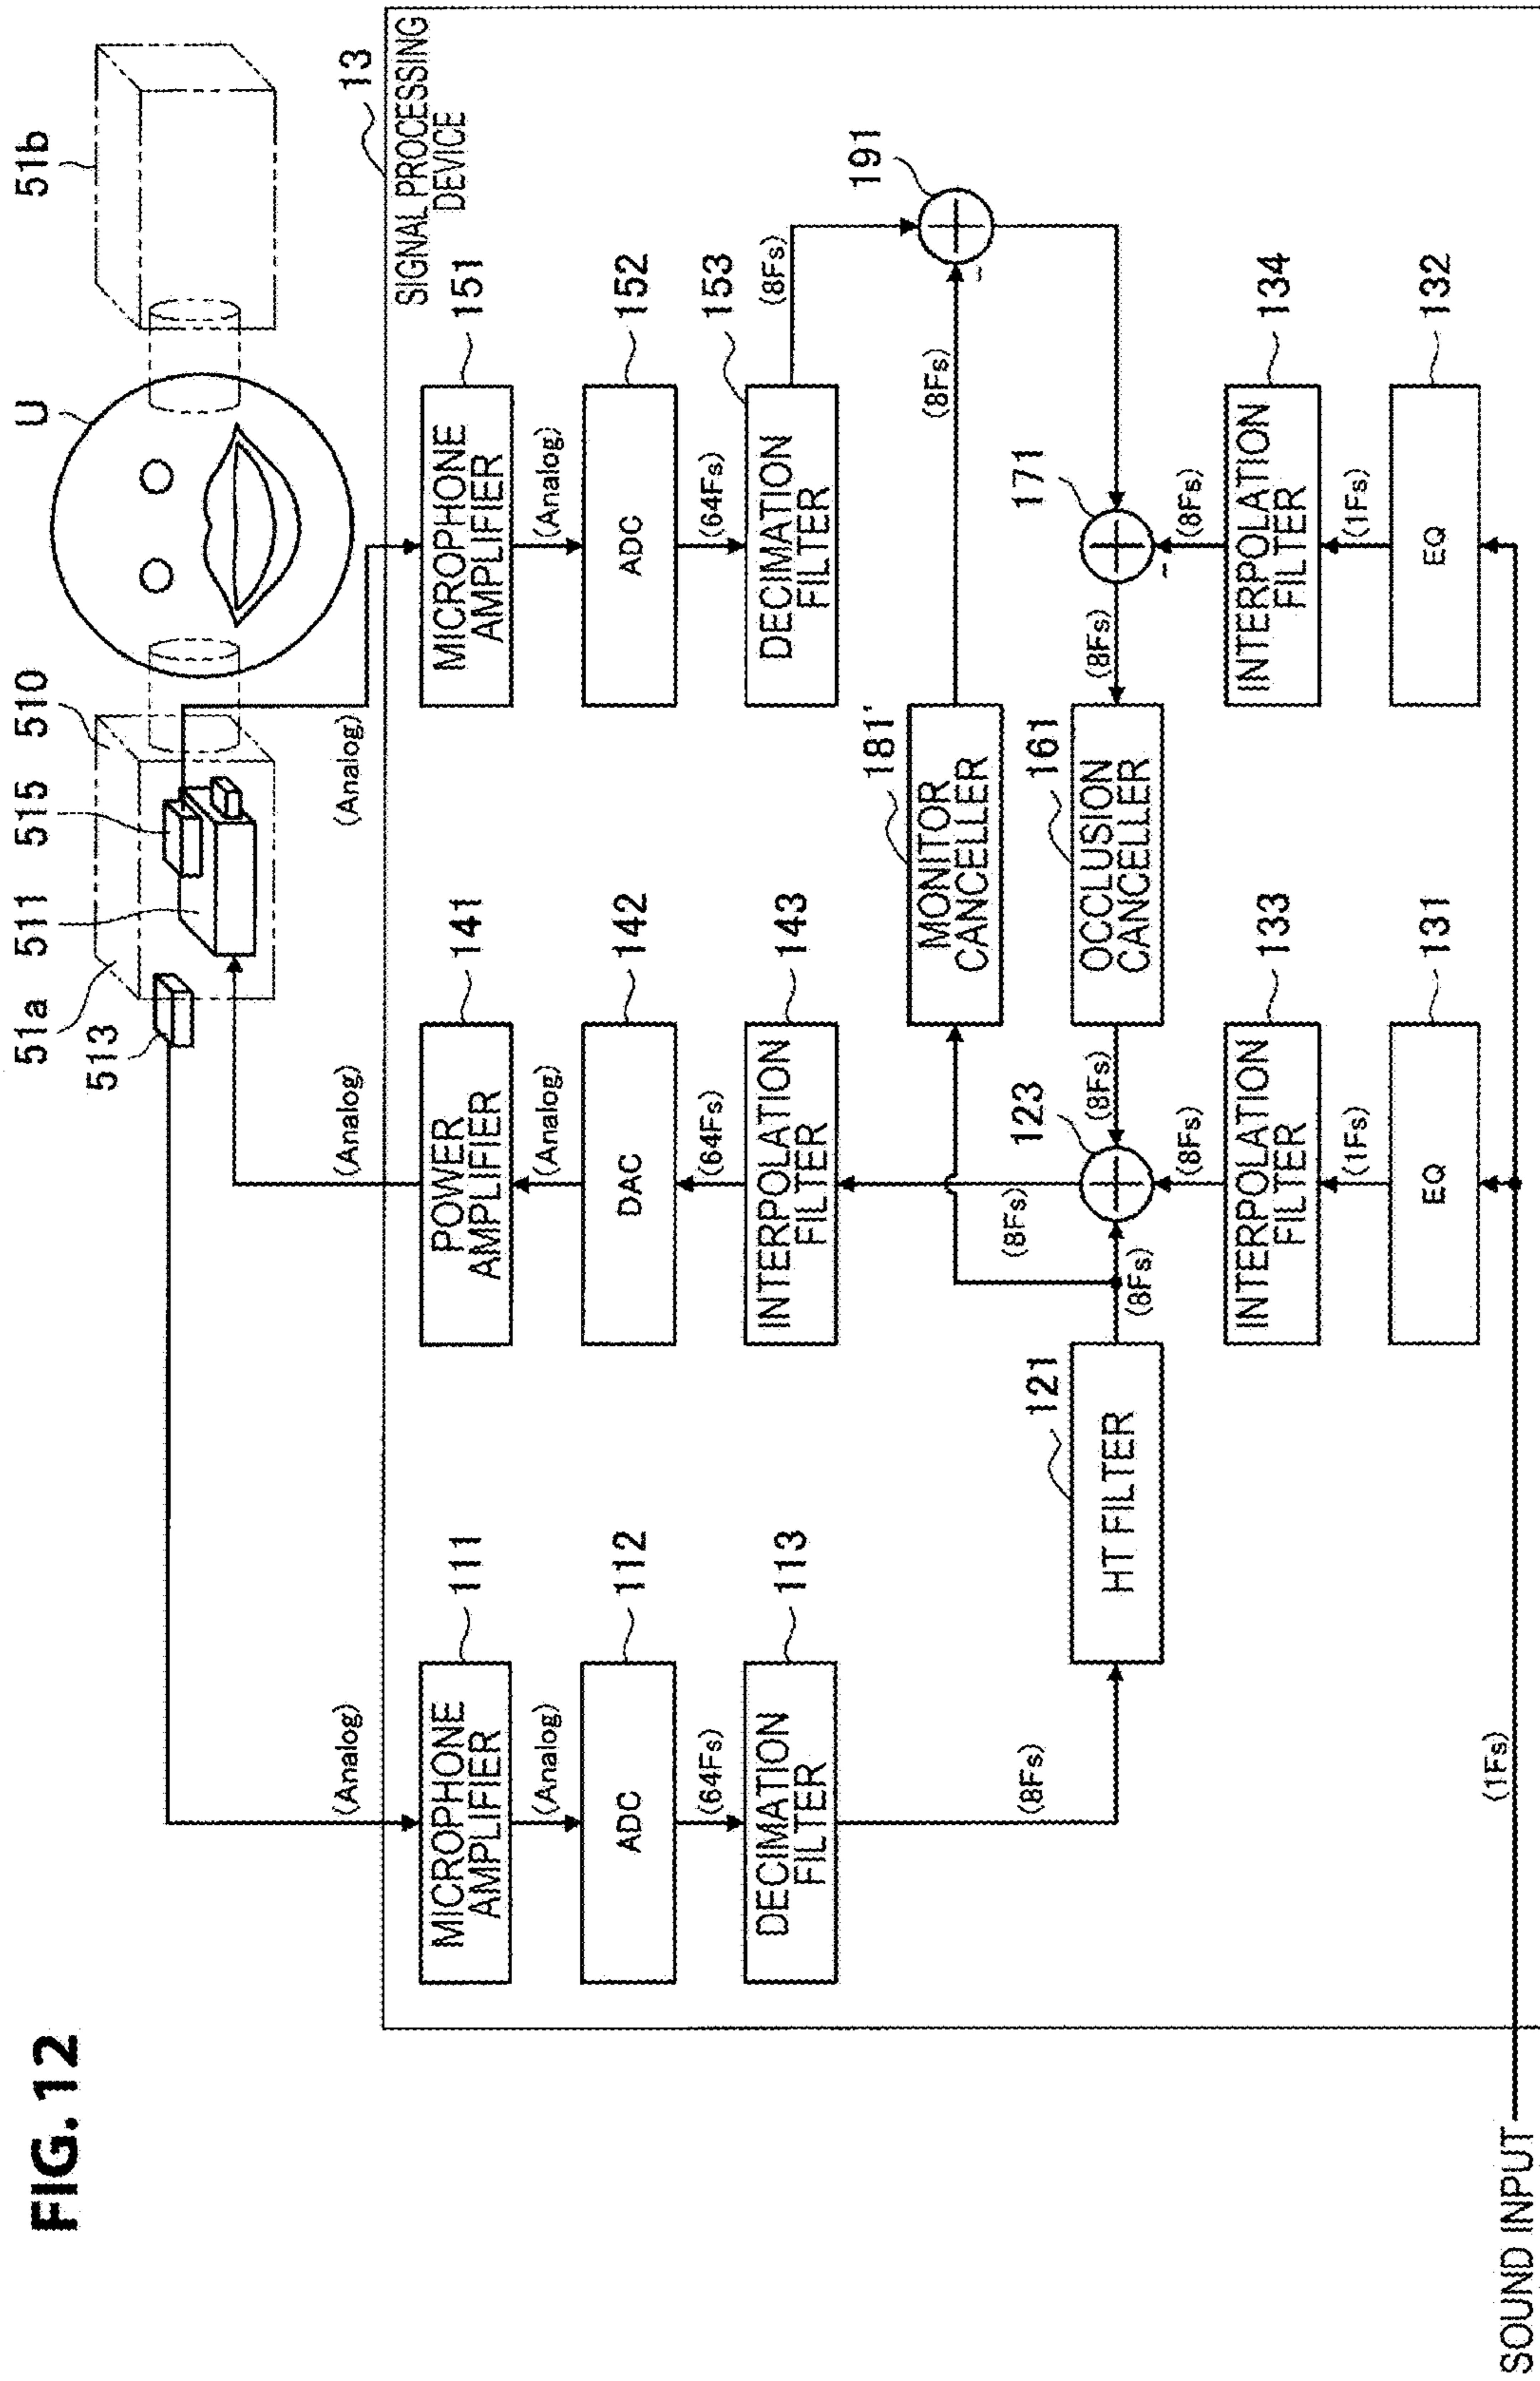 FIG. 12
51a
511
515
510
U
51b
513
(Analog)
(Analog)
(Analog)
13
SIGNAL PROCESSING
DEVICE
MICROPHONE
AMPLIFIER
111
POWER
AMPLIFIER
141
MICROPHONE
AMPLIFIER
151
(Analog)
(Analog)
(Analog)
ADC
112
DAC
142
ADC
152
(64Fs)
(64Fs)
(64Fs)
DECIMATION
FILTER
113
INTERPOLATION
FILTER
143
DECIMATION
FILTER
153
(8Fs)
191
-
MONITOR
CANCELLER
181'
(8Fs)
(8Fs)
(8Fs)
HT FILTER
121
(8Fs)
123
(8Fs)
OCCLUSION
CANCELLER
161
(8Fs)
171
-
(8Fs)
(8Fs)
INTERPOLATION
FILTER
133
INTERPOLATION
FILTER
134
(1Fs)
(1Fs)
EQ
131
EQ
132
(1Fs)
SOUND INPUT